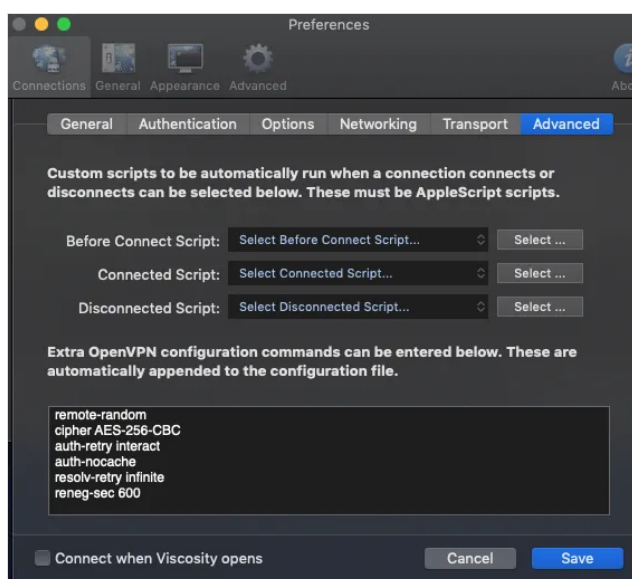 Preferences
Connections General Appearance Advanced
General Authentication Options Networking Transport Advanced
Custom scripts to be automatically run when a connection connects or
disconnects can be selected below. These must be AppleScript scripts.
Before Connect Script: Select Before Connect Script... Select ...
Connected Script: Select Connected Script... Select ...
Disconnected Script: Select Disconnected Script... Select ...
Extra OpenVPN configuration commands can be entered below. These are
automatically appended to the configuration file.
remote-random
cipher AES-256-CBC
auth-retry interact
auth-nocache
resolv-retry infinite
reneg-sec 600
Connect when Viscosity opens Cancel Save